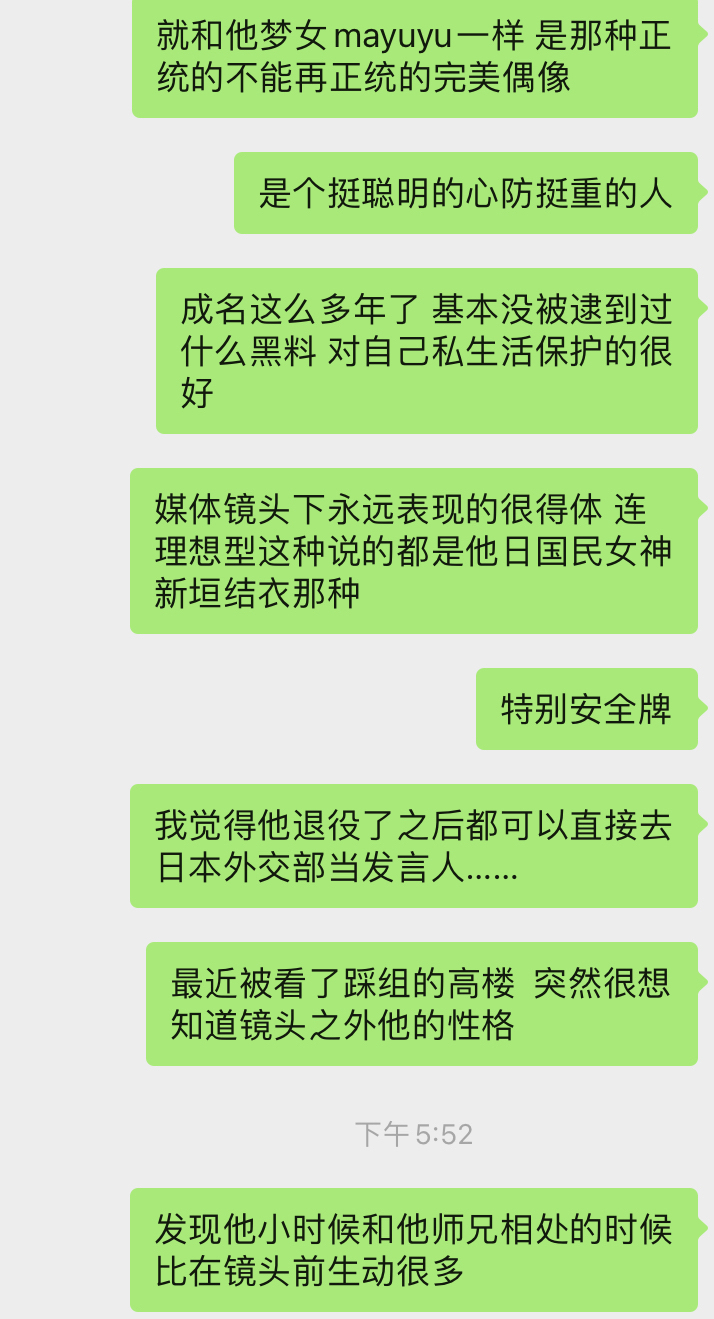 就和他梦女mayuyu一样 是那种正
统的不能再正统的完美偶像
是个挺聪明的心防挺重的人
成名这么多年了 基本没被逮到过
什么黑料 对自己私生活保护的很
好
媒体镜头下永远表现的很得体 连
理想型这种说的都是他日国民女神
新垣结衣那种
特别安全牌
我觉得他退役了之后都可以直接去
日本外交部当发言人......
最近被看了踩组的高楼  突然很想
知道镜头之外他的性格
下午 5:52
发现他小时候和他师兄相处的时候
比在镜头前生动很多